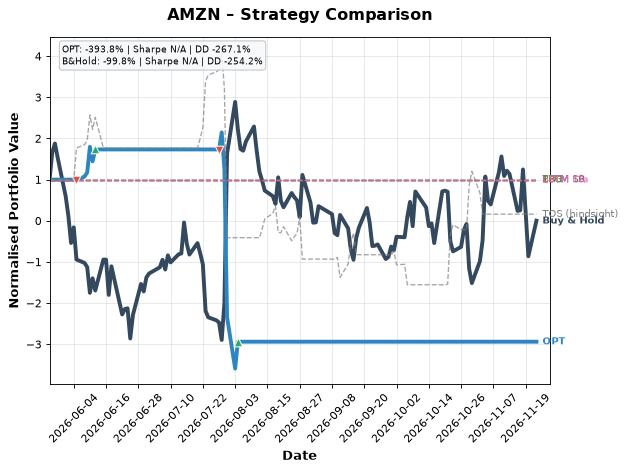 AMZN – Strategy Comparison
OPT: -393.8% | Sharpe N/A | DD -267.1%
B&Hold: -99.8% | Sharpe N/A | DD -254.2%
Normalised Portfolio Value
4
3
2
1
0
−1
−2
−3
TOS (hindsight)
Buy & Hold
OPT
2026-06-04
2026-06-16
2026-06-28
2026-07-10
2026-07-22
2026-08-03
2026-08-15
2026-08-27
2026-09-08
2026-09-20
2026-10-02
2026-10-14
2026-10-26
2026-11-07
2026-11-19
Date